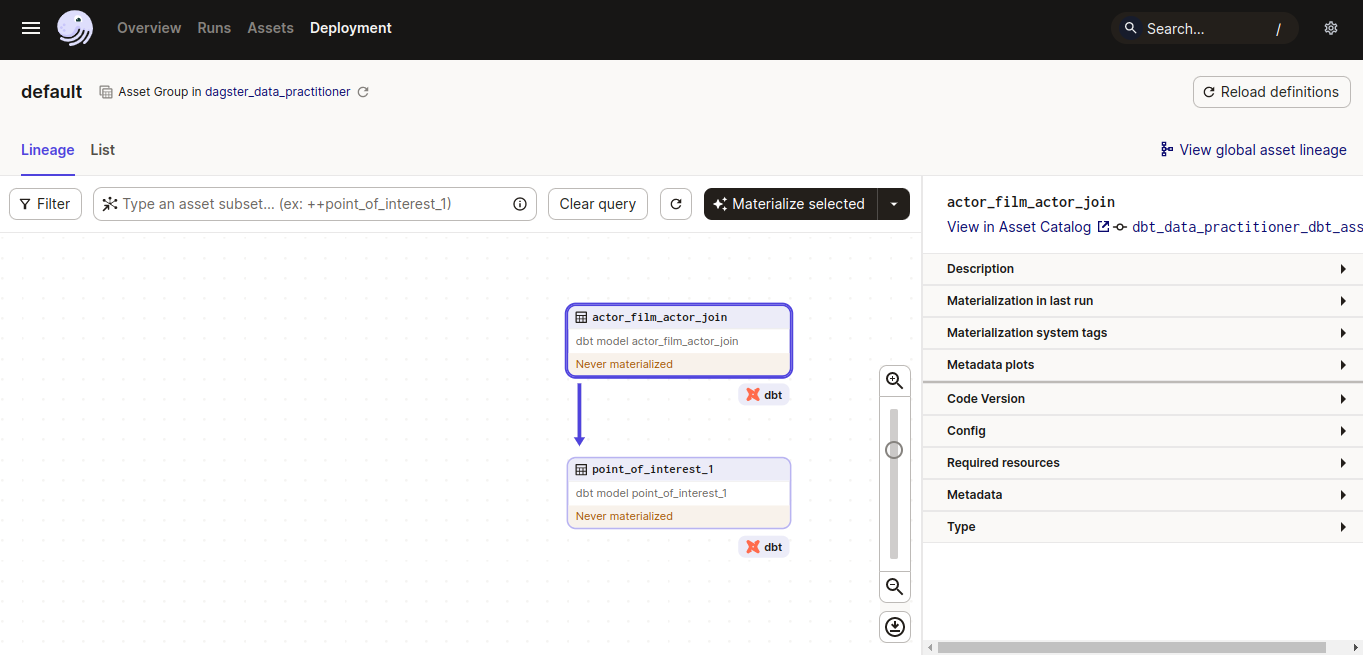 Overview Runs Assets Deployment Search... /
default Asset Group in dagster_data_practitioner Reload definitions
Lineage List View global asset lineage
Filter Type an asset subset... (ex: ++point_of_interest_1) Clear query Materialize selected
actor_film_actor_join
dbt model actor_film_actor_join
Never materialized
dbt
point_of_interest_1
dbt model point_of_interest_1
Never materialized
dbt
actor_film_actor_join
View in Asset Catalog dbt_data_practitioner_dbt_ass
Description
Materialization in last run
Materialization system tags
Metadata plots
Code Version
Config
Required resources
Metadata
Type